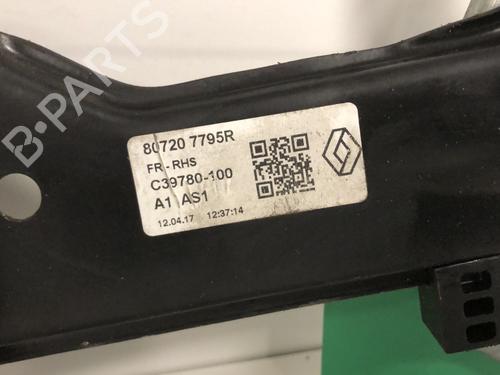 B-PARTS
80720 7795R
FR - RHS
C39780-100
A1 AS1
12.04.17 12:37:14